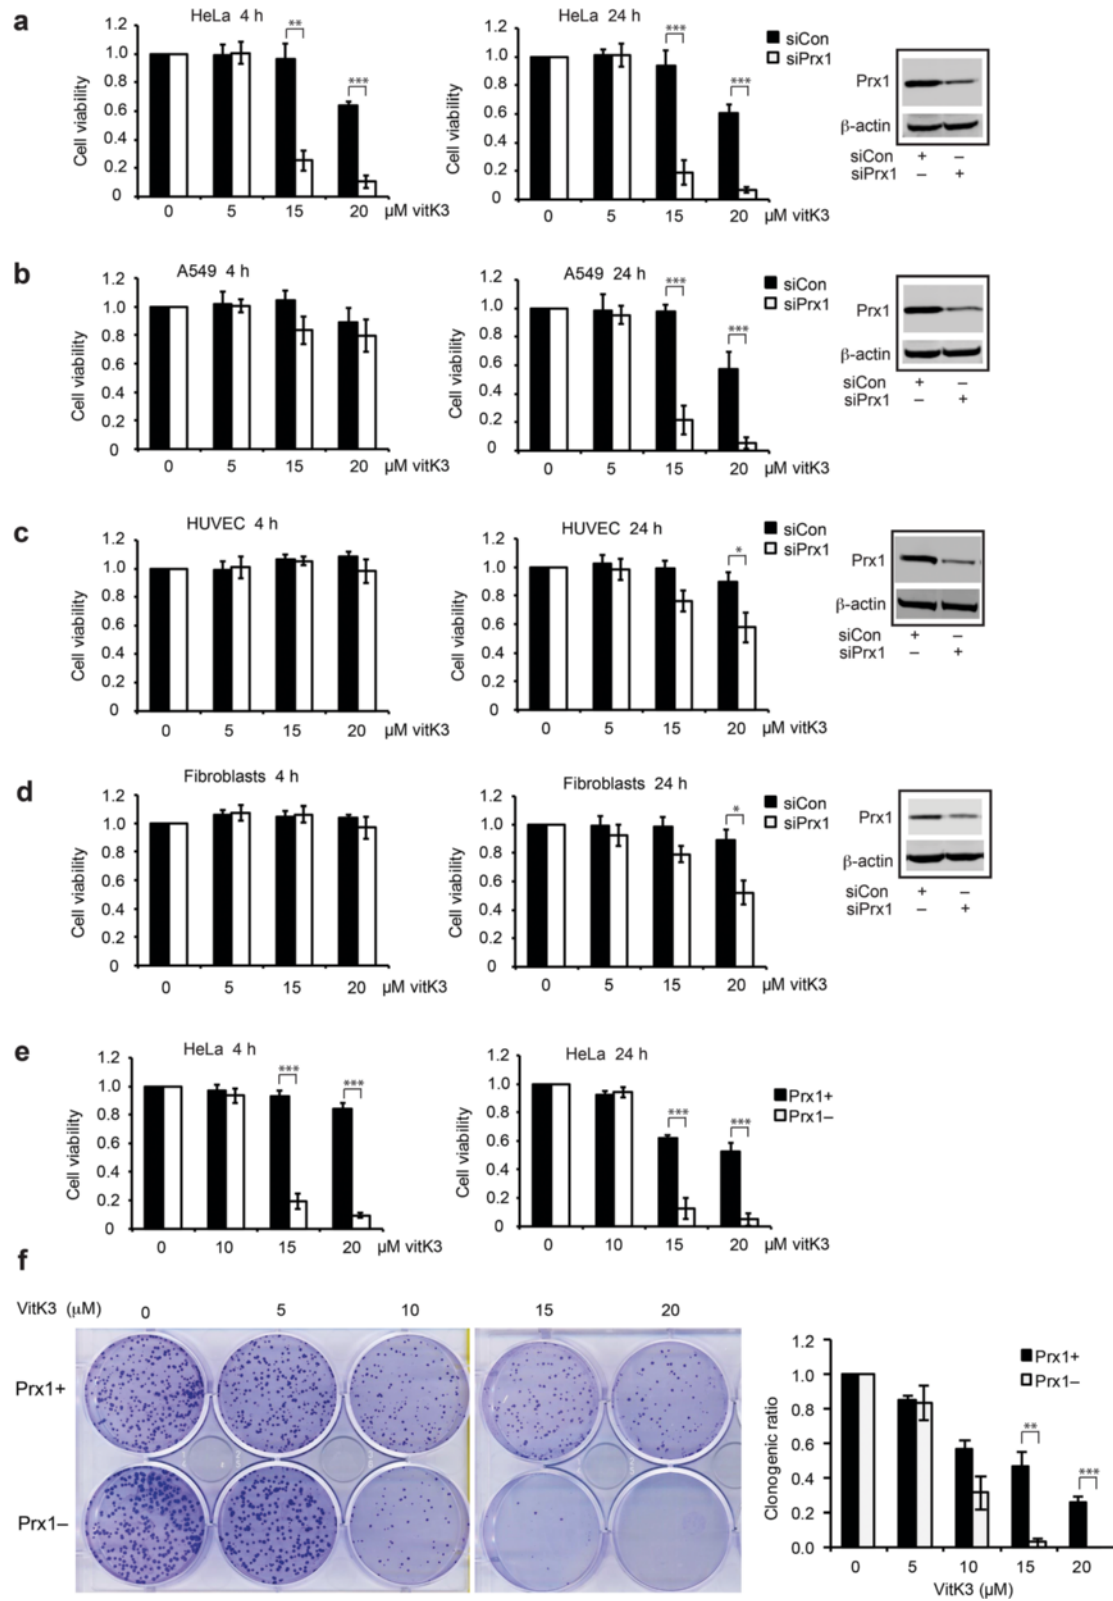 a
HeLa 4 h
1.2
1.0
0.8
0.6
0.4
0.2
0
Cell viability
** ***
0 5 15 20 µM vitK3
HeLa 24 h
1.2
1.0
0.8
0.6
0.4
0.2
0
Cell viability
*** ***
0 5 15 20 µM vitK3
siCon
siPrx1
Prx1
β-actin
siCon + –
siPrx1 – +
b
A549 4 h
1.2
1.0
0.8
0.6
0.4
0.2
0
Cell viability
0 5 15 20 µM vitK3
A549 24 h
1.2
1.0
0.8
0.6
0.4
0.2
0
Cell viability
*** ***
0 5 15 20 µM vitK3
siCon
siPrx1
Prx1
β-actin
siCon + –
siPrx1 – +
c
HUVEC 4 h
1.2
1.0
0.8
0.6
0.4
0.2
0
Cell viability
0 5 15 20 µM vitK3
HUVEC 24 h
1.2
1.0
0.8
0.6
0.4
0.2
0
Cell viability
*
0 5 15 20 µM vitK3
siCon
siPrx1
Prx1
β-actin
siCon + –
siPrx1 – +
d
Fibroblasts 4 h
1.2
1.0
0.8
0.6
0.4
0.2
0
Cell viability
0 5 15 20 µM vitK3
Fibroblasts 24 h
1.2
1.0
0.8
0.6
0.4
0.2
0
Cell viability
*
0 5 15 20 µM vitK3
siCon
siPrx1
Prx1
β-actin
siCon + –
siPrx1 – +
e
HeLa 4 h
1.2
1.0
0.8
0.6
0.4
0.2
0
Cell viability
*** ***
0 10 15 20 µM vitK3
HeLa 24 h
1.2
1.0
0.8
0.6
0.4
0.2
0
Cell viability
*** ***
0 10 15 20 µM vitK3
Prx1+
Prx1–
f
VitK3 (µM) 0 5 10 15 20
Prx1+
Prx1–
1.2
1.0
0.8
0.6
0.4
0.2
0.0
Clonogenic ratio
Prx1+
Prx1–
** ***
0 5 10 15 20
VitK3 (µM)